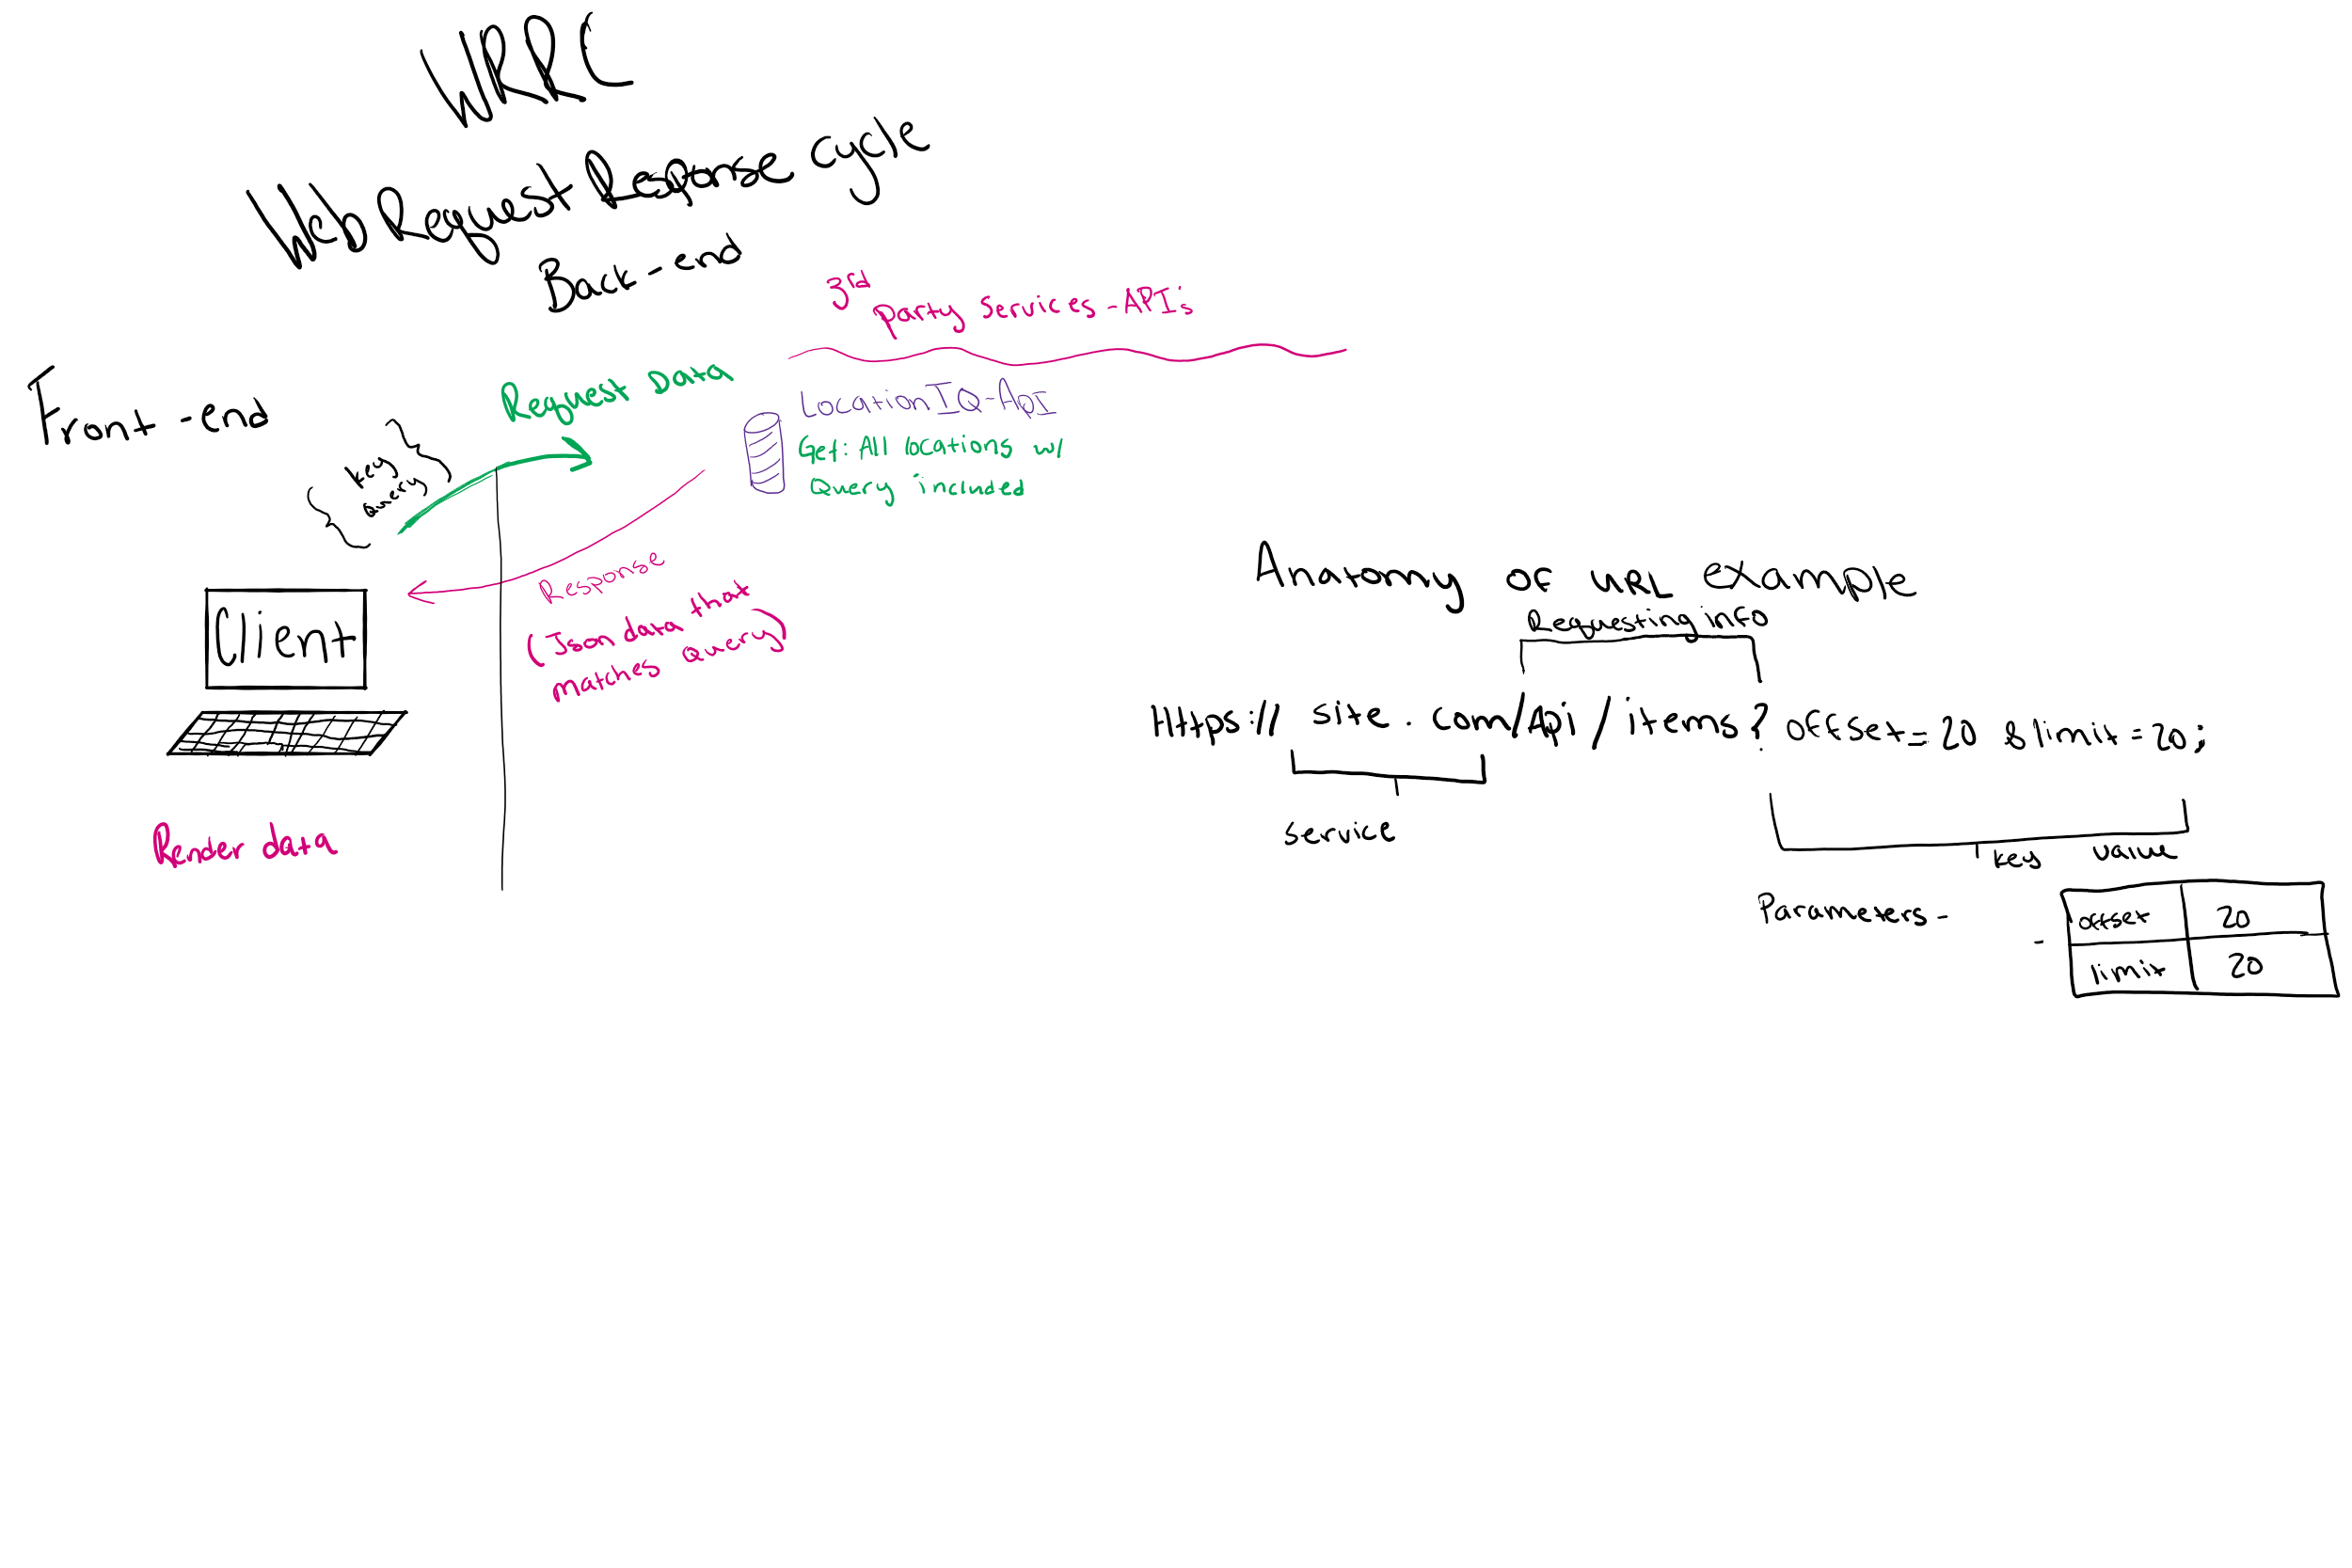 WRRC
Web Request Response cycle
Back-end
3rd
party services - API's
Front-end
Request Data
LocationIQ-API
Get: All locations w/
Query included
{ key
query }
Response
(Json data that
matches query)
Client
Render data
Anatomy of URL example
Requesting info
Https:// site.com/Api/items? offset=20 &limit=20;
service
key value
Parameters -
- offset 20
limit 20